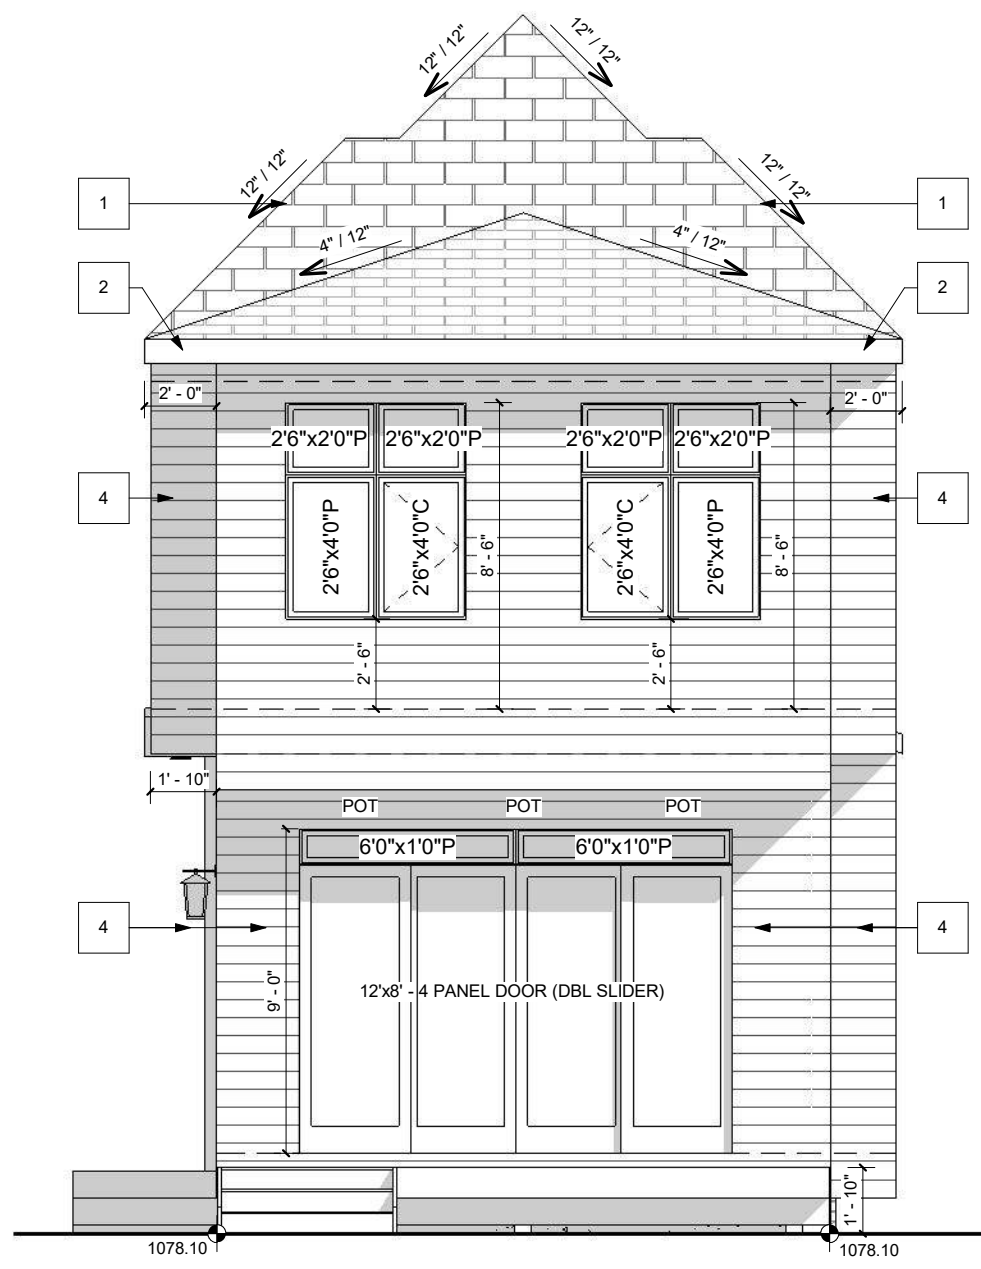 12" / 12"
12" / 12"
12" / 12"
12" / 12"
1
1
4" / 12"
4" / 12"
2
2
2' - 0"
2' - 0"
2'6"x2'0"P
2'6"x2'0"P
2'6"x2'0"P
2'6"x2'0"P
4
4
2'6"x4'0"P
2'6"x4'0"C
8' - 6"
2'6"x4'0"C
2'6"x4'0"P
8' - 6"
2' - 6"
2' - 6"
1' - 10"
POT
POT
POT
6'0"x1'0"P
6'0"x1'0"P
4
4
9' - 0"
12'x8' - 4 PANEL DOOR (DBL SLIDER)
1' - 10"
1078.10
1078.10